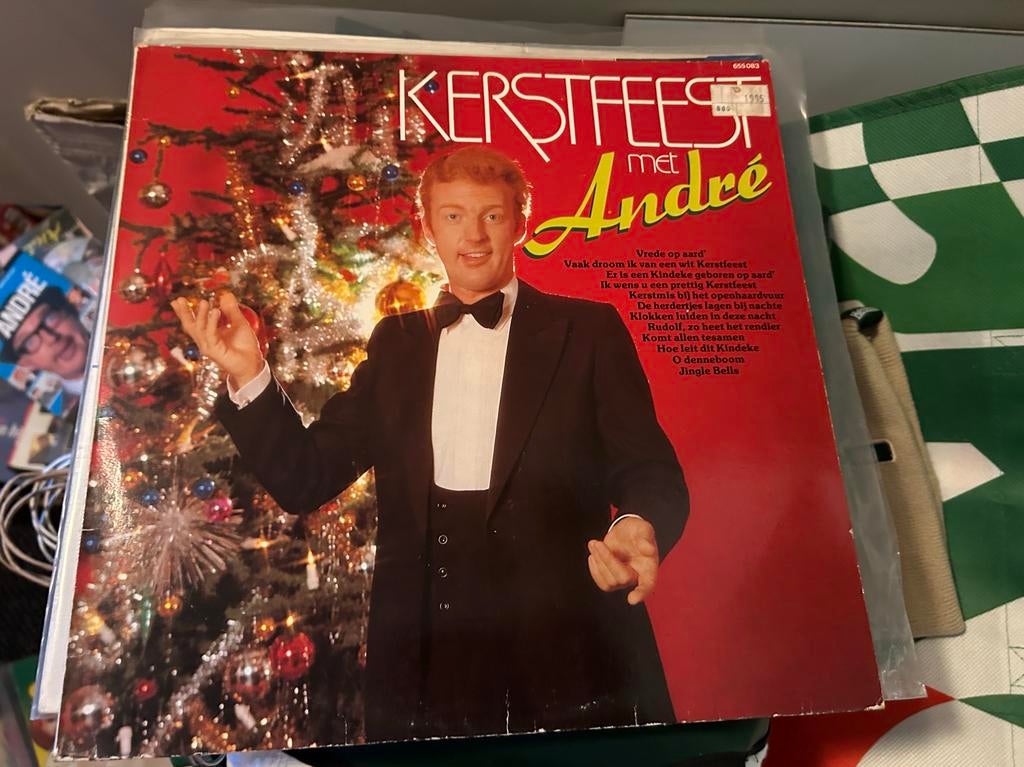 655083
KERSTFEEST
1995
met
André
Vrede op aard'
Vaak droom ik van een wit Kerstfeest
Er is een Kindeke geboren op aard'
Ik wens u een prettig Kerstfeest
Kerstmis bij het openhaardvuur
De herdertjes lagen bij nachte
Klokken luiden in deze nacht
Rudolf, zo heet het rendier
Komt allen tesamen
Hoe leit dit Kindeke
O denneboom
Jingle Bells
ANDRÉ